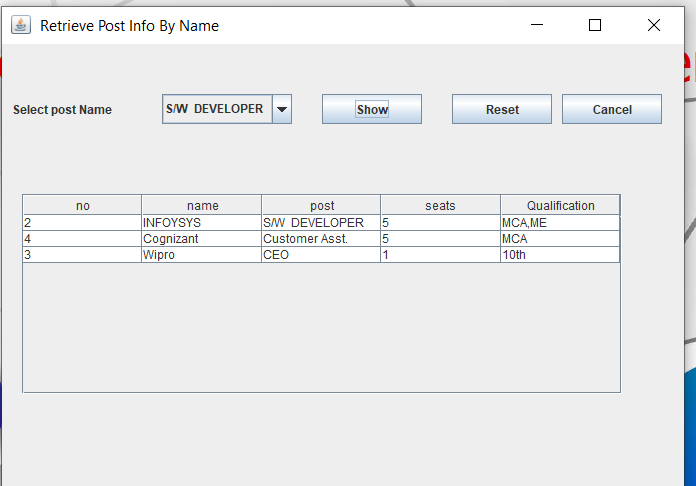 Retrieve Post Info By Name
Select post Name S/W DEVELOPER Show Reset Cancel
no name post seats Qualification
2 INFOYSYS S/W DEVELOPER 5 MCA,ME
4 Cognizant Customer Asst. 5 MCA
3 Wipro CEO 1 10th